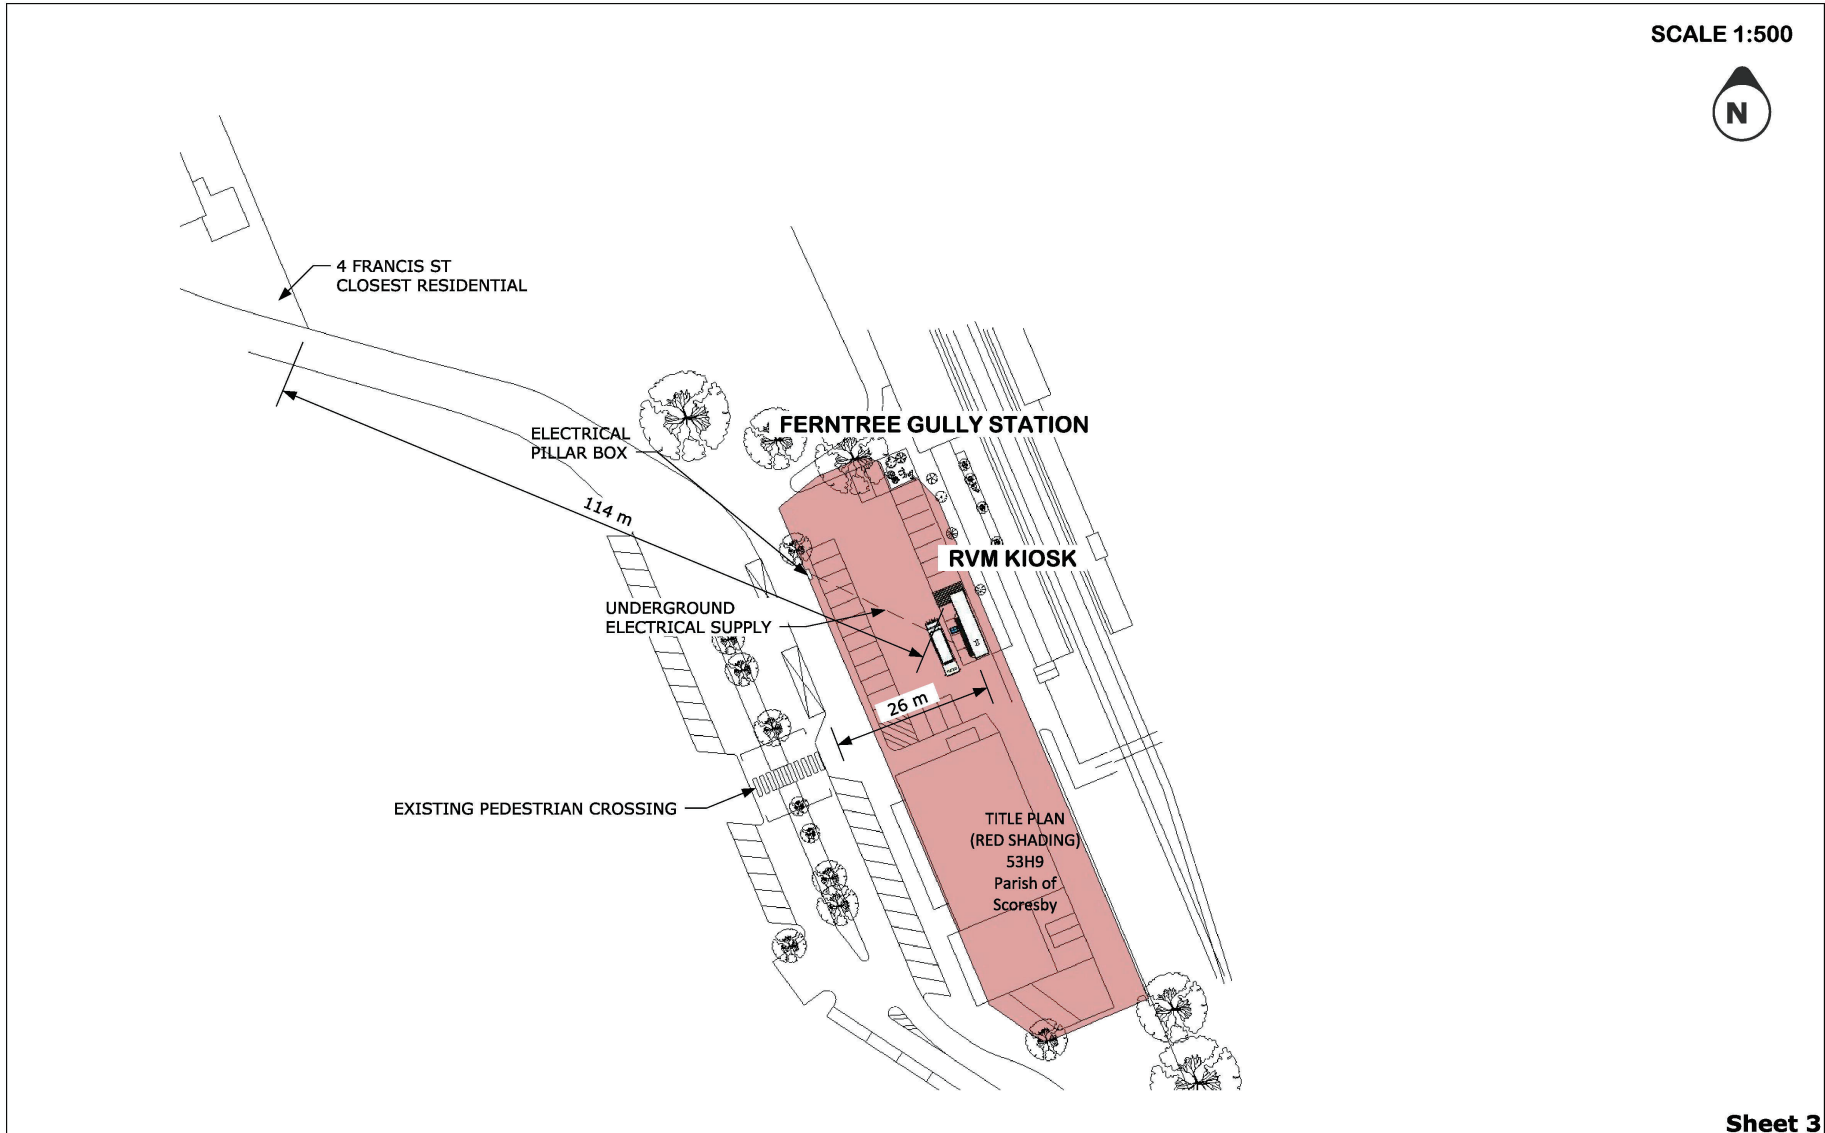 SCALE 1:500
N
4 FRANCIS ST
CLOSEST RESIDENTIAL
FERNTREE GULLY STATION
ELECTRICAL
PILLAR BOX
114 m
RVM KIOSK
UNDERGROUND
ELECTRICAL SUPPLY
26 m
EXISTING PEDESTRIAN CROSSING
TITLE PLAN
(RED SHADING)
53H9
Parish of
Scoresby
Sheet 3